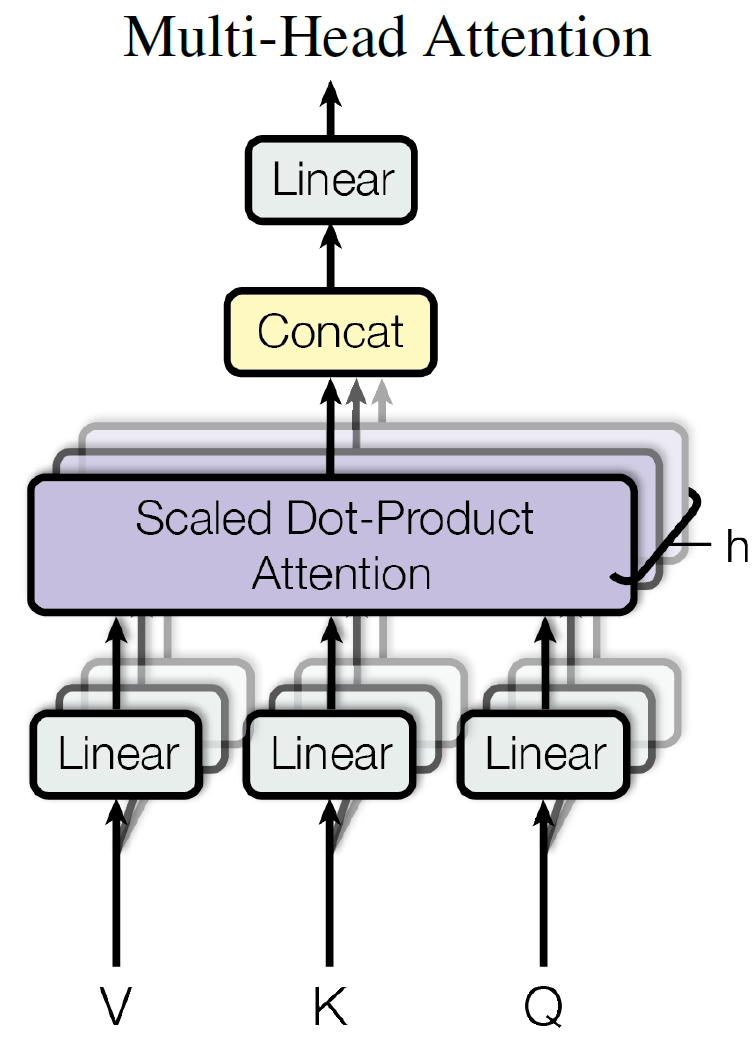 Multi-Head Attention
Linear
Concat
Scaled Dot-Product
Attention
h
Linear
Linear
Linear
V
K
Q